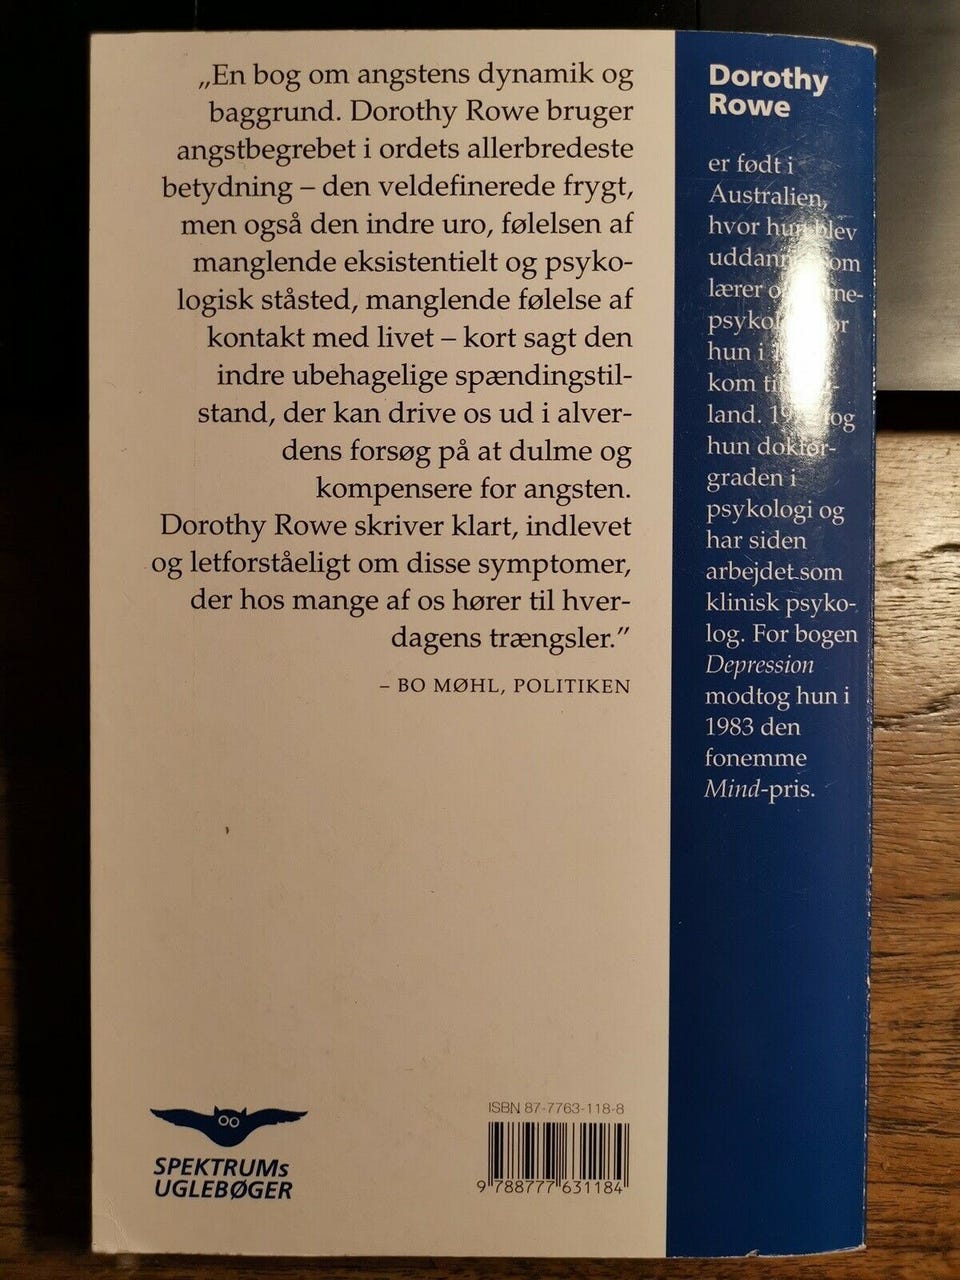 „En bog om angstens dynamik og
baggrund. Dorothy Rowe bruger
angstbegrebet i ordets allerbredeste
betydning – den veldefinerede frygt,
men også den indre uro, følelsen af
manglende eksistentielt og psyko-
logisk ståsted, manglende følelse af
kontakt med livet – kort sagt den
indre ubehagelige spændingstil-
stand, der kan drive os ud i alver-
dens forsøg på at dulme og
kompensere for angsten.
Dorothy Rowe skriver klart, indlevet
og letforståeligt om disse symptomer,
der hos mange af os hører til hver-
dagens trængsler.”
– BO MØHL, POLITIKEN
Dorothy
Rowe
er født i
Australien,
hvor hun blev
som
lærer
hun i
kom
land. og
hun doktor-
graden i
psykologi og
har siden
arbejdet som
klinisk psyko-
log. For bogen
Depression
modtog hun i
1983 den
fonemme
Mind-pris.
SPEKTRUMs
UGLEBØGER
ISBN 87-7763-118-8
9 788777 631184